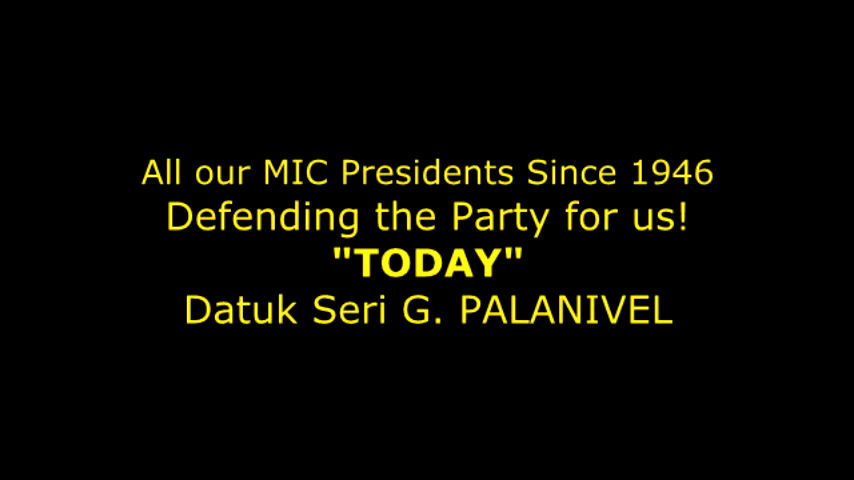 All our MIC Presidents Since 1946
Defending the Party for us!
"TODAY"
Datuk Seri G. PALANIVEL